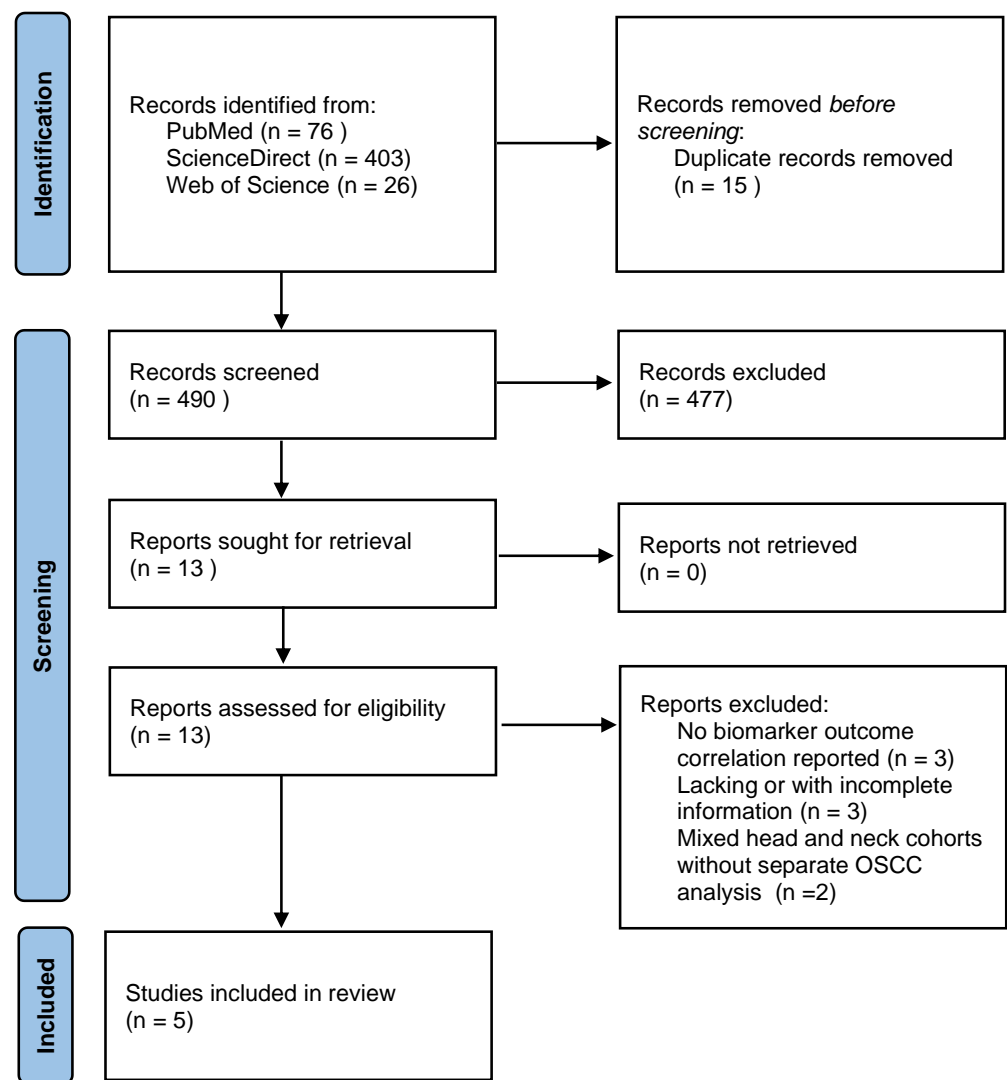 Identification
Records identified from:
PubMed (n = 76 )
ScienceDirect (n = 403)
Web of Science (n = 26)
Records removed before
screening:
Duplicate records removed
(n = 15 )
Screening
Records screened
(n = 490 )
Records excluded
(n = 477)
Reports sought for retrieval
(n = 13 )
Reports not retrieved
(n = 0)
Reports assessed for eligibility
(n = 13)
Reports excluded:
No biomarker outcome
correlation reported (n = 3)
Lacking or with incomplete
information (n = 3)
Mixed head and neck cohorts
without separate OSCC
analysis  (n =2)
Included
Studies included in review
(n = 5)